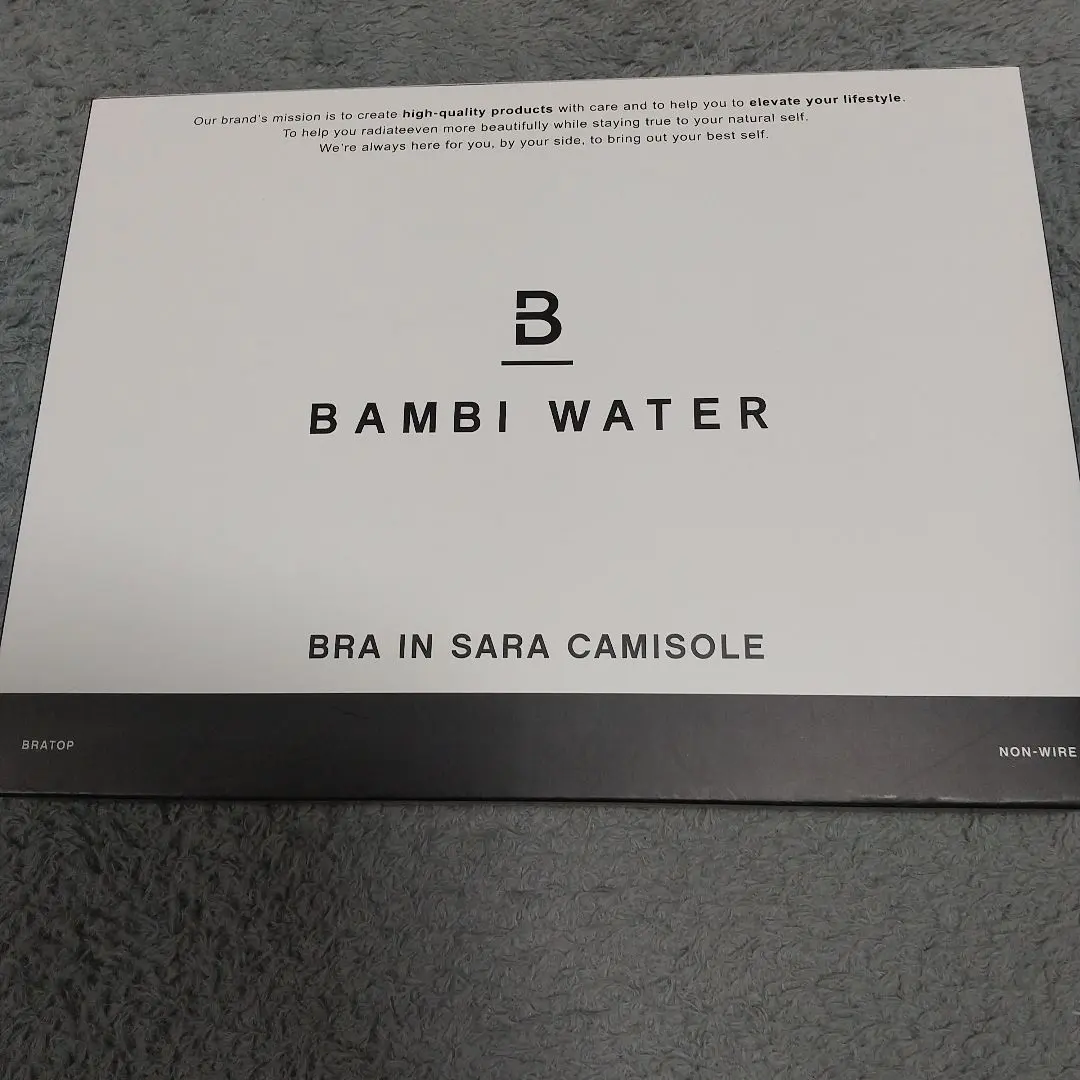 Our brand's mission is to create high-quality products with care and to help you to elevate your lifestyle.
To help you radiateeven more beautifully while staying true to your natural self.
We're always here for you, by your side, to bring out your best self.
B
BAMBI WATER
BRA IN SARA CAMISOLE
BRATOP
NON-WIRE